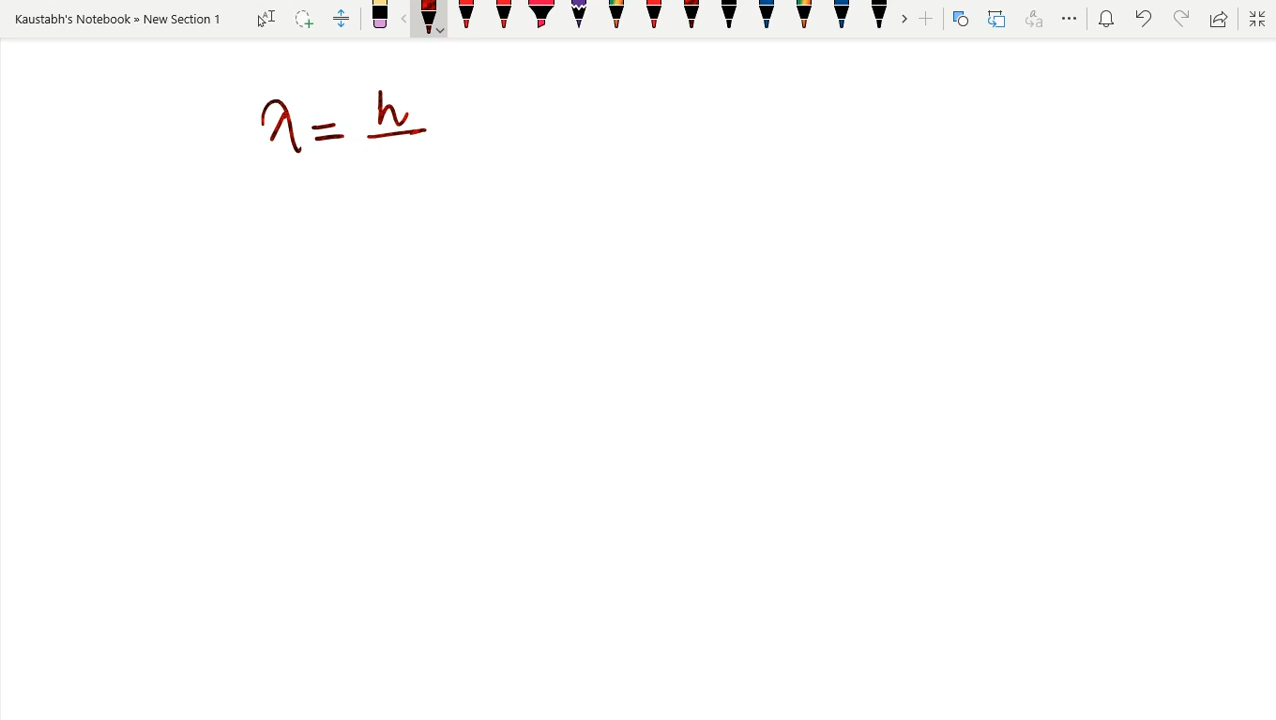 Kaustabh's Notebook » New Section 1
λ = h/